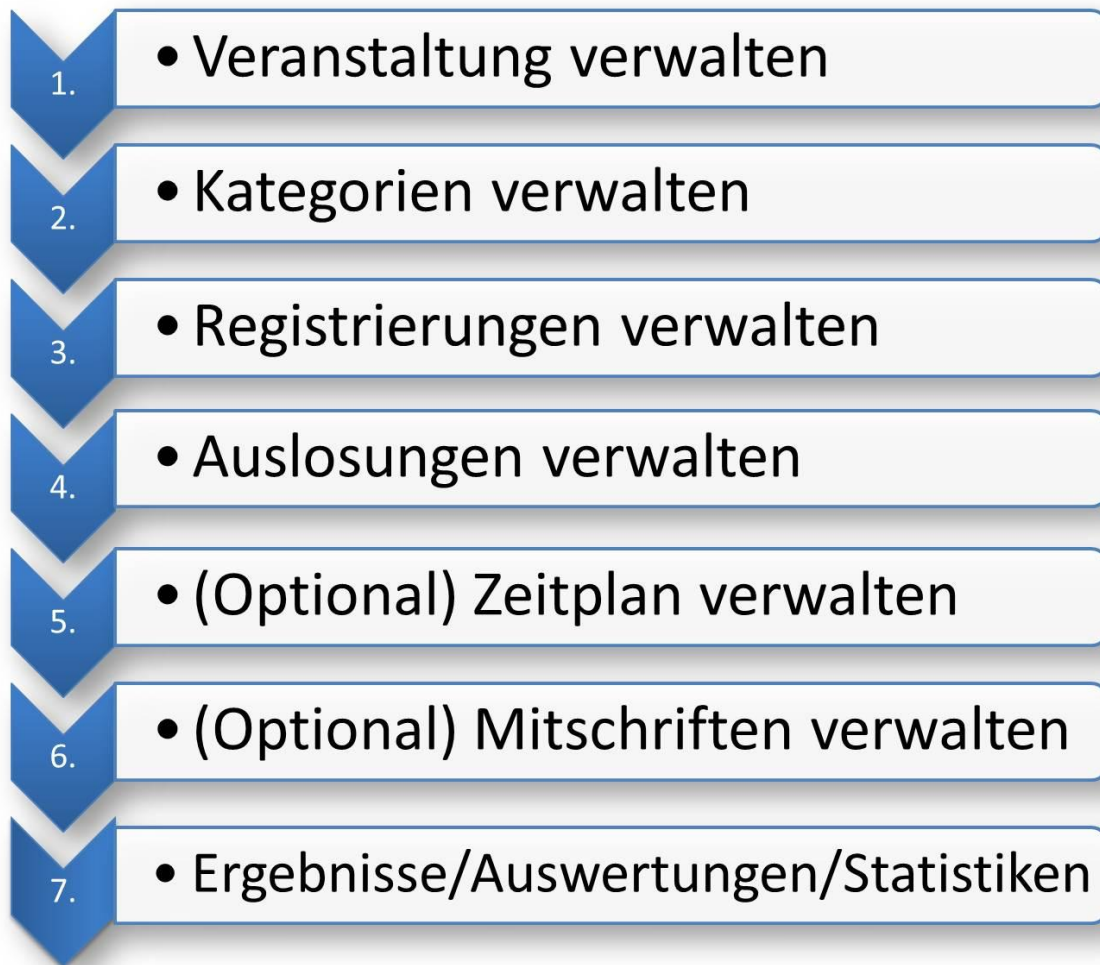 1. • Veranstaltung verwalten
2. • Kategorien verwalten
3. • Registrierungen verwalten
4. • Auslosungen verwalten
5. • (Optional) Zeitplan verwalten
6. • (Optional) Mitschriften verwalten
7. • Ergebnisse/Auswertungen/Statistiken